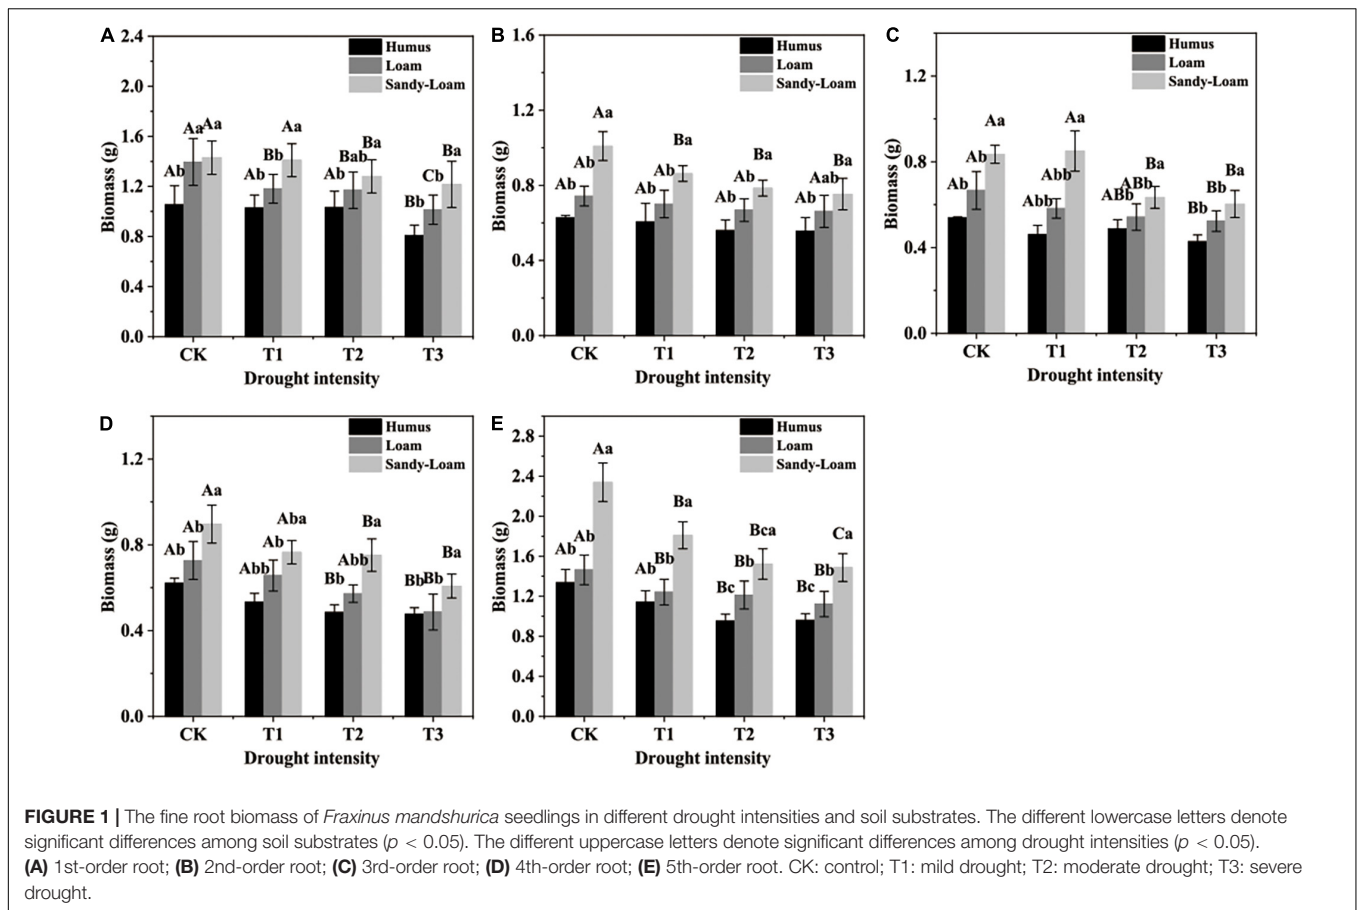 A
2.4
2.0
1.6
1.2
0.8
0.4
0.0
Biomass (g)
Humus
Loam
Sandy-Loam
Ab Aa Aa
Ab Bb Aa
Ab Bab Ba
Bb Cb Ba
CK T1 T2 T3
Drought intensity
B
1.6
1.2
0.8
0.4
0.0
Biomass (g)
Humus
Loam
Sandy-Loam
Ab Ab Aa
Ab Ab Ba
Ab Ab Ba
Ab Aab Ba
CK T1 T2 T3
Drought intensity
C
1.2
0.8
0.4
0.0
Biomass (g)
Humus
Loam
Sandy-Loam
Ab Ab Aa
Abb Abb Aa
ABb ABb Ba
Bb Bb Ba
CK T1 T2 T3
Drought intensity
D
1.2
0.8
0.4
0.0
Biomass (g)
Humus
Loam
Sandy-Loam
Ab Ab Aa
Abb Ab Aba
Bb Abb Ba
Bb Bb Ba
CK T1 T2 T3
Drought intensity
E
2.8
2.4
2.0
1.6
1.2
0.8
0.4
0.0
Biomass (g)
Humus
Loam
Sandy-Loam
Ab Ab Aa
Ab Bb Ba
Bc Bb Bca
Bc Bb Ca
CK T1 T2 T3
Drought intensity
FIGURE 1 | The fine root biomass of Fraxinus mandshurica seedlings in different drought intensities and soil substrates. The different lowercase letters denote
significant differences among soil substrates (p < 0.05). The different uppercase letters denote significant differences among drought intensities (p < 0.05).
(A) 1st-order root; (B) 2nd-order root; (C) 3rd-order root; (D) 4th-order root; (E) 5th-order root. CK: control; T1: mild drought; T2: moderate drought; T3: severe
drought.